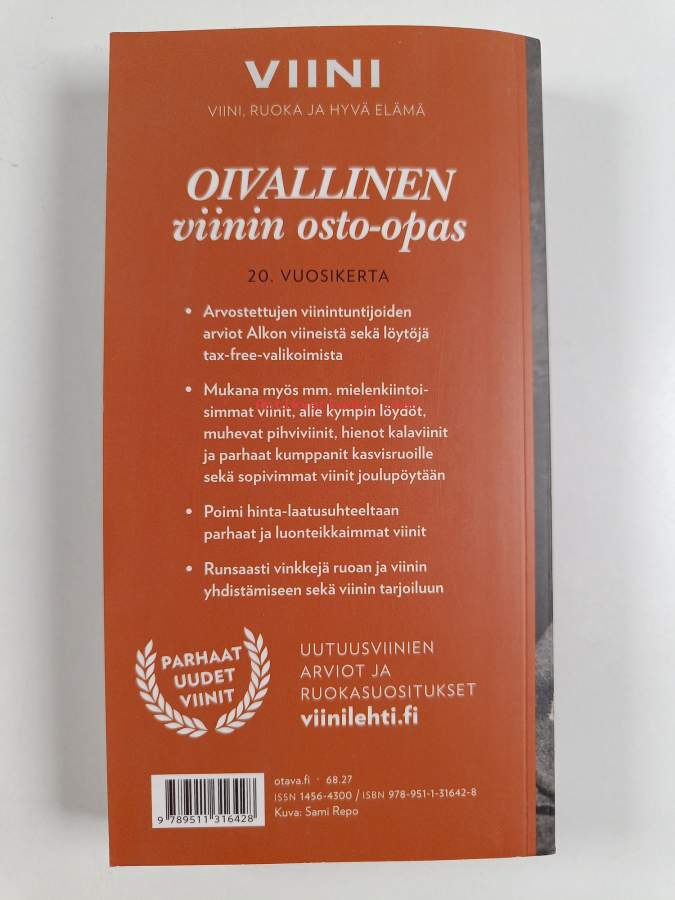 VIINI
VIINI, RUOKA JA HYVÄ ELÄMÄ
OIVALLINEN
viinin osto-opas
20. VUOSIKERTA
• Arvostettujen viinintuntijoiden
arviot Alkon viineistä sekä löytöjä
tax-free-valikoimista
• Mukana myös mm. mielenkiintoi-
simmat viinit, alle kympin löydöt,
muhevat pihviviinit, hienot kalaviinit
ja parhaat kumppanit kasvisruoille
sekä sopivimmat viinit joulupöytään
• Poimi hinta-laatusuhteeltaan
parhaat ja luonteikkaimmat viinit
• Runsaasti vinkkejä ruoan ja viinin
yhdistämiseen sekä viinin tarjoiluun
PARHAAT
UUDET
VIINIT
UUTUUSVIINIEN
ARVIOT JA
RUOKASUOSITUKSET
viinilehti.fi
otava.fi · 68.27
ISSN 1456-4300 / ISBN 978-951-1-31642-8
Kuva: Sami Repo
9 789511 316428